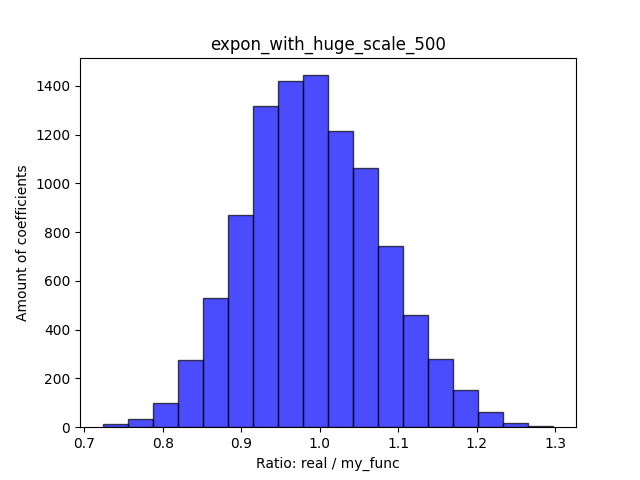 expon_with_huge_scale_500
Amount of coefficients
1400
1200
1000
800
600
400
200
0
0.7 0.8 0.9 1.0 1.1 1.2 1.3
Ratio: real / my_func